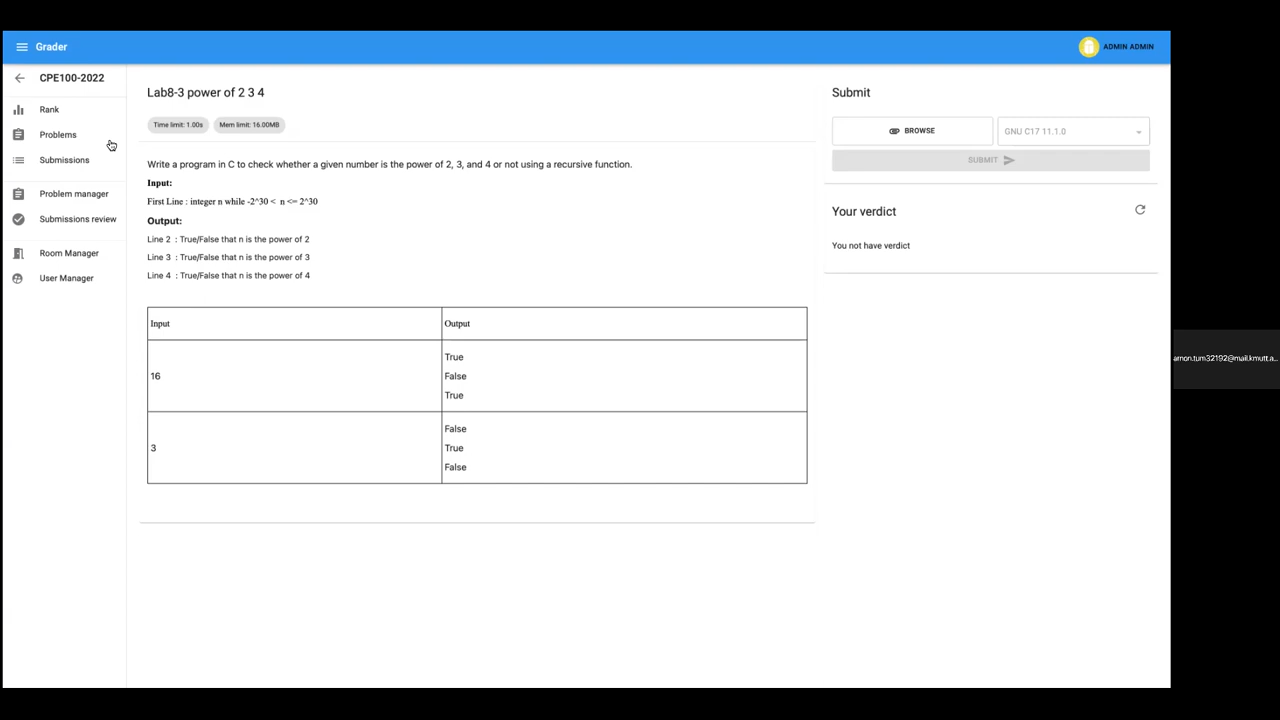 Grader
ADMIN ADMIN
CPE100-2022
Rank
Problems
Submissions
Problem manager
Submissions review
Room Manager
User Manager
Lab8-3 power of 2 3 4
Time limit: 1.00s
Mem limit: 16.00MB
Write a program in C to check whether a given number is the power of 2, 3, and 4 or not using a recursive function.
Input:
First Line : integer n while -2^30 < n <= 2^30
Output:
Line 2 : True/False that n is the power of 2
Line 3 : True/False that n is the power of 3
Line 4 : True/False that n is the power of 4
Input Output
16
True
False
True
3
False
True
False
Submit
BROWSE
GNU C17 11.1.0
SUBMIT
Your verdict
You not have verdict
arnon.tum32192@mail.kmutt.a...